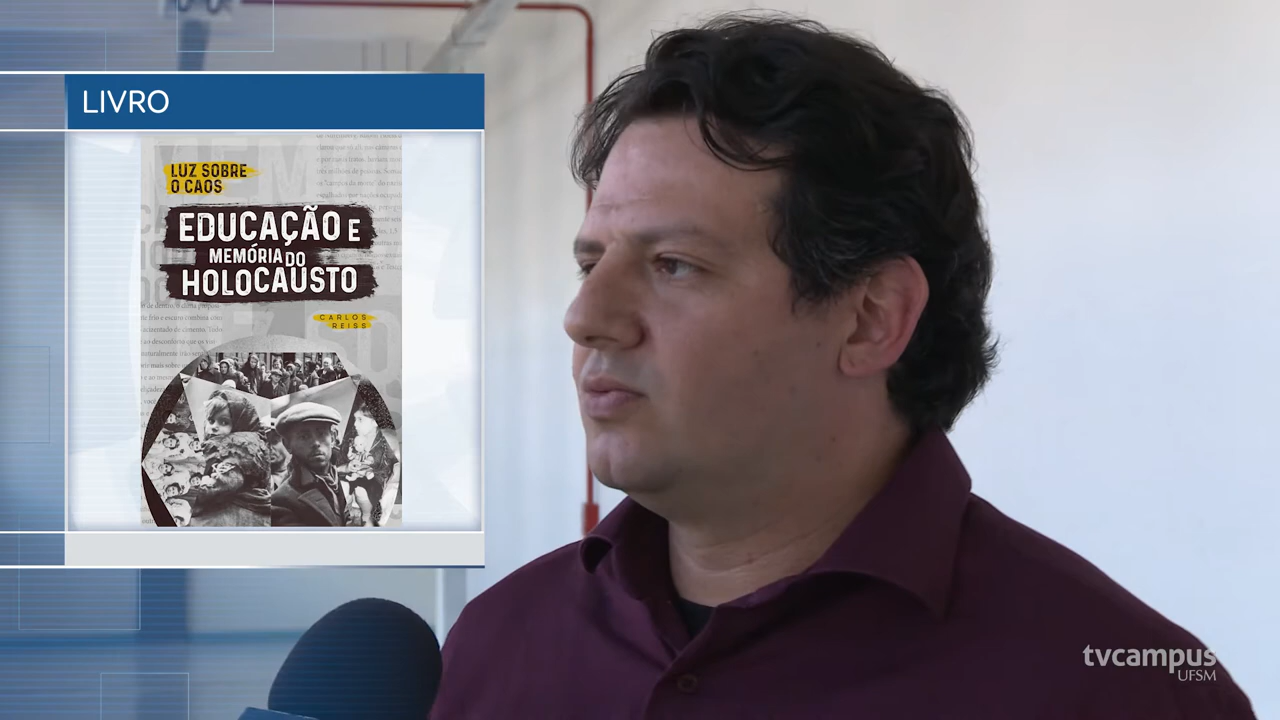 LIVRO
LUZ SOBRE
O CAOS
EDUCAÇÃO E
MEMÓRIA DO
HOLOCAUSTO
CARLOS
REISS
tvcampus
UFSM